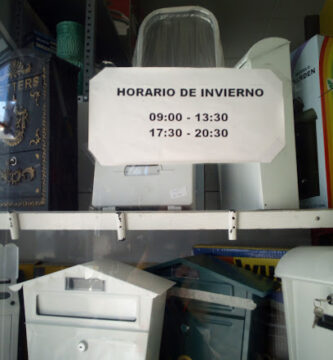 HORARIO DE INVIERNO
09:00 - 13:30
17:30 - 20:30